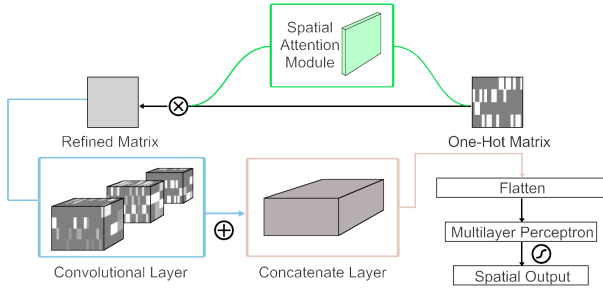 Spatial
Attention
Module
Refined Matrix
One-Hot Matrix
Convolutional Layer
Concatenate Layer
Flatten
Multilayer Perceptron
Spatial Output